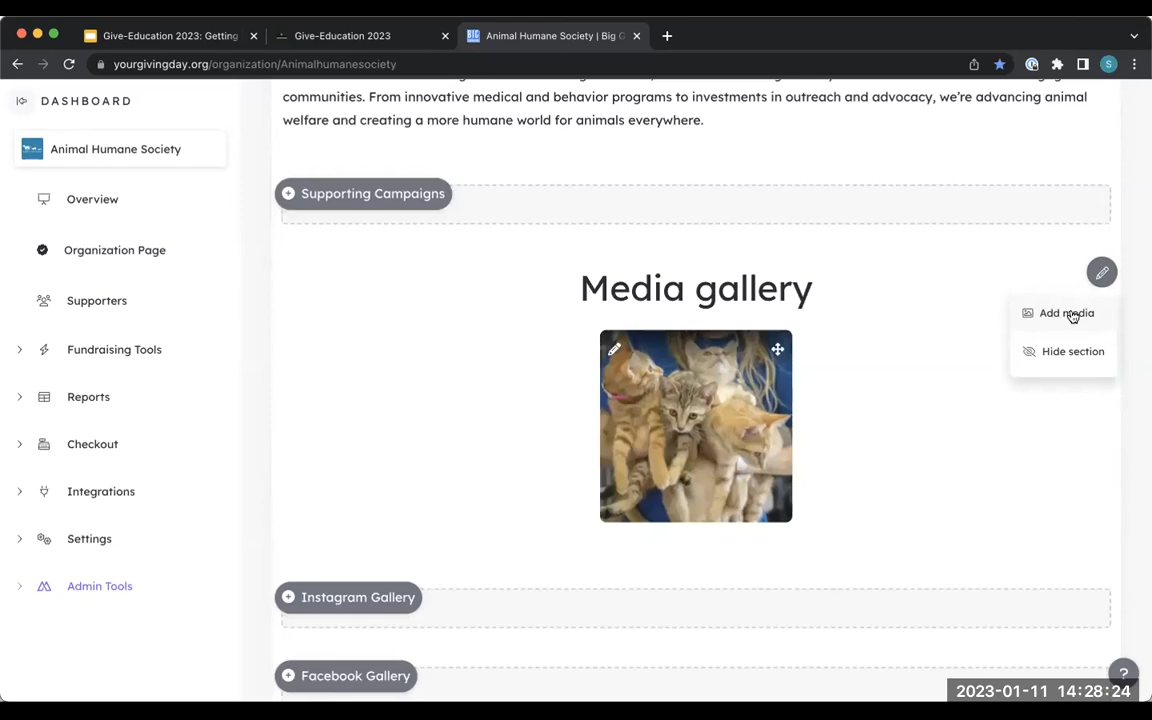 Give-Education 2023: Getting
Give-Education 2023
BIG
Animal Humane Society | Big G
yourgivingday.org/organization/Animalhumanesociety
S
DASHBOARD
Animal Humane Society
Overview
Organization Page
Supporters
Fundraising Tools
Reports
Checkout
Integrations
Settings
Admin Tools
communities. From innovative medical and behavior programs to investments in outreach and advocacy, we're advancing animal
welfare and creating a more humane world for animals everywhere.
Supporting Campaigns
Media gallery
Add media
Hide section
Instagram Gallery
Facebook Gallery
?
2023-01-11 14:28:24